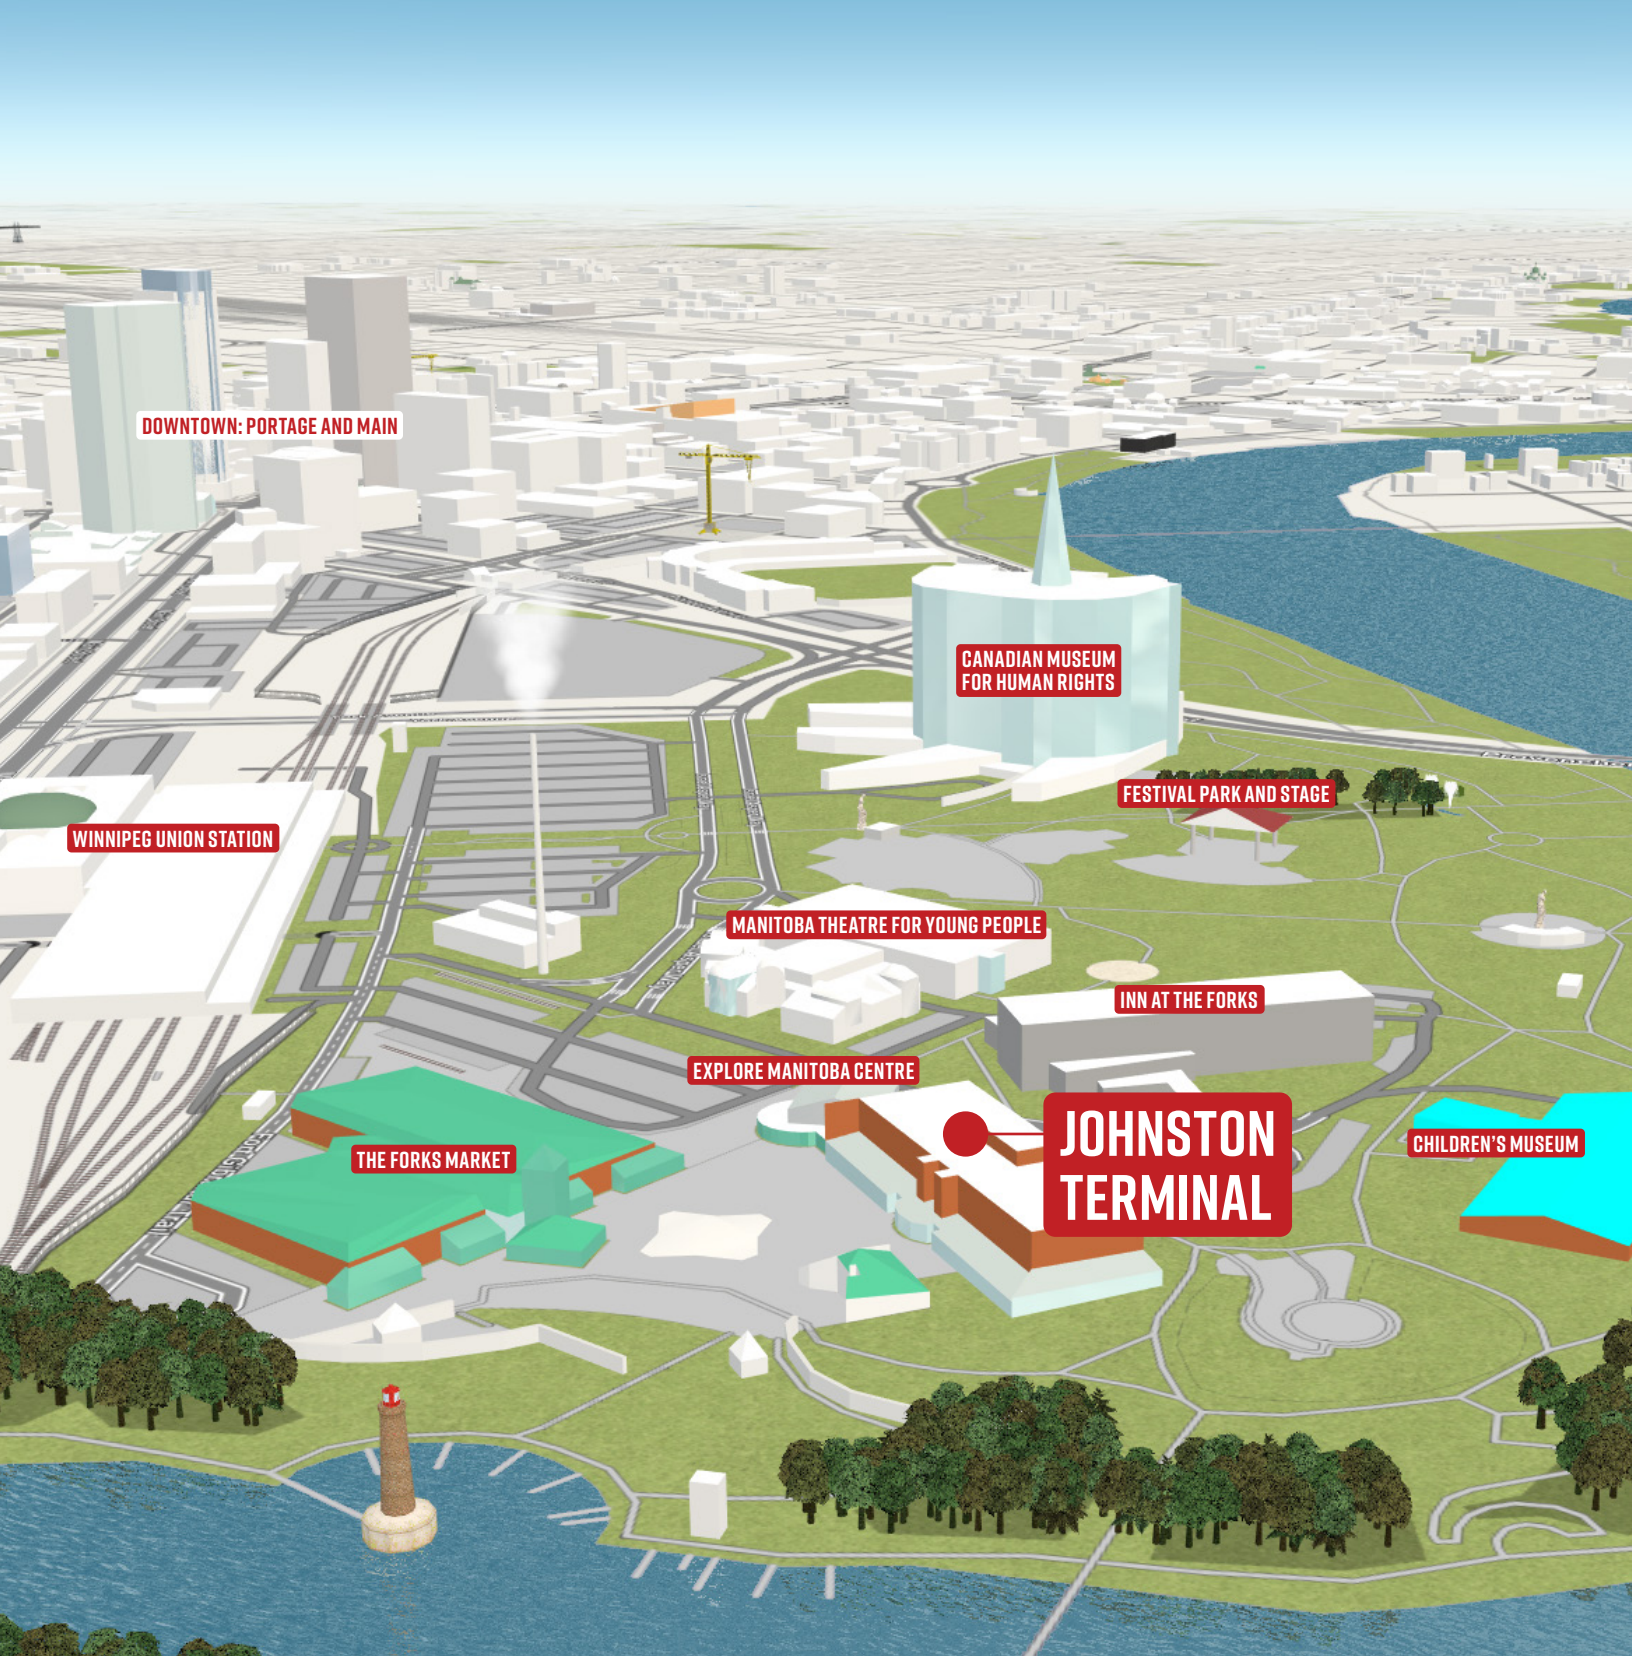 DOWNTOWN: PORTAGE AND MAIN
CANADIAN MUSEUM
FOR HUMAN RIGHTS
FESTIVAL PARK AND STAGE
WINNIPEG UNION STATION
MANITOBA THEATRE FOR YOUNG PEOPLE
INN AT THE FORKS
EXPLORE MANITOBA CENTRE
JOHNSTON
TERMINAL
CHILDREN'S MUSEUM
THE FORKS MARKET